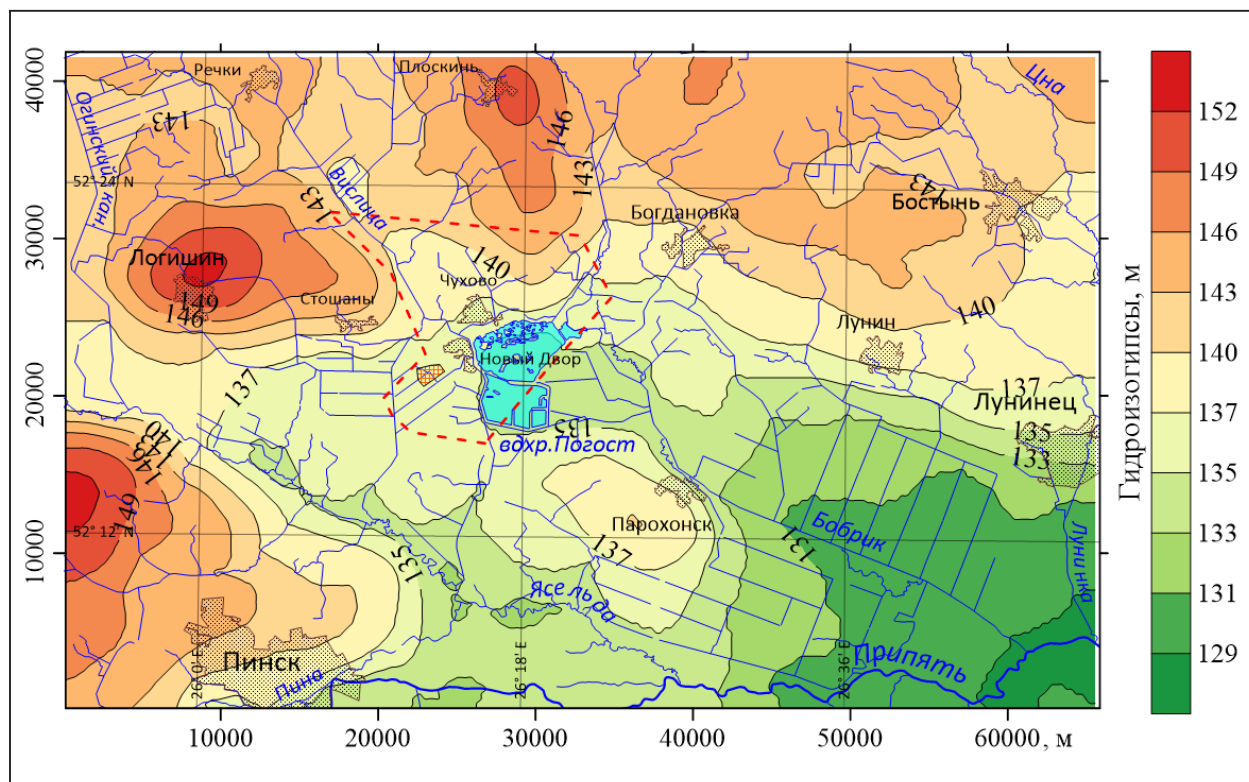 40000
30000
20000
10000
Речки
Плоскинь
Цна
Огинский кан.
143
146
143
52° 24' N
Вислица
143
143
Бостынь
Богдановка
Логишин
140
149
146
Стошаны
Чухово
140
Лунин
Новый Двор
137
137
Лунинец
135
133
135
вдхр.Погост
140
143
146
149
52° 12' N
Парохонск
137
131
Бобрик
135
Ясельда
Лунинка
Пинск
Пина
Припять
26° 10' E
26° 18' E
26° 36' E
10000
20000
30000
40000
50000
60000 , м
Гидроизогипсы, м
152
149
146
143
140
137
135
133
131
129